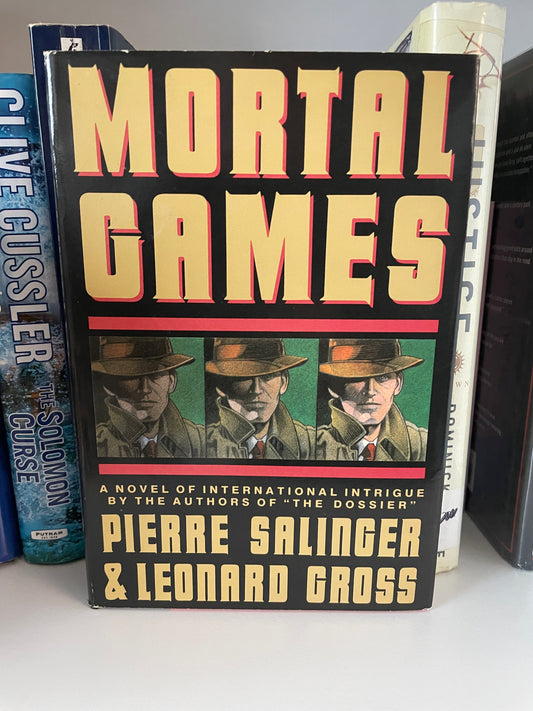 MORTAL
GAMES
A NOVEL OF INTERNATIONAL INTRIGUE
BY THE AUTHORS OF "THE DOSSIER"
PIERRE SALINGER
& LEONARD GROSS
CLIVE CUSSLER
THE SOLOMON
CURSE
PUTNAM
JUSTICE
DOMINICK